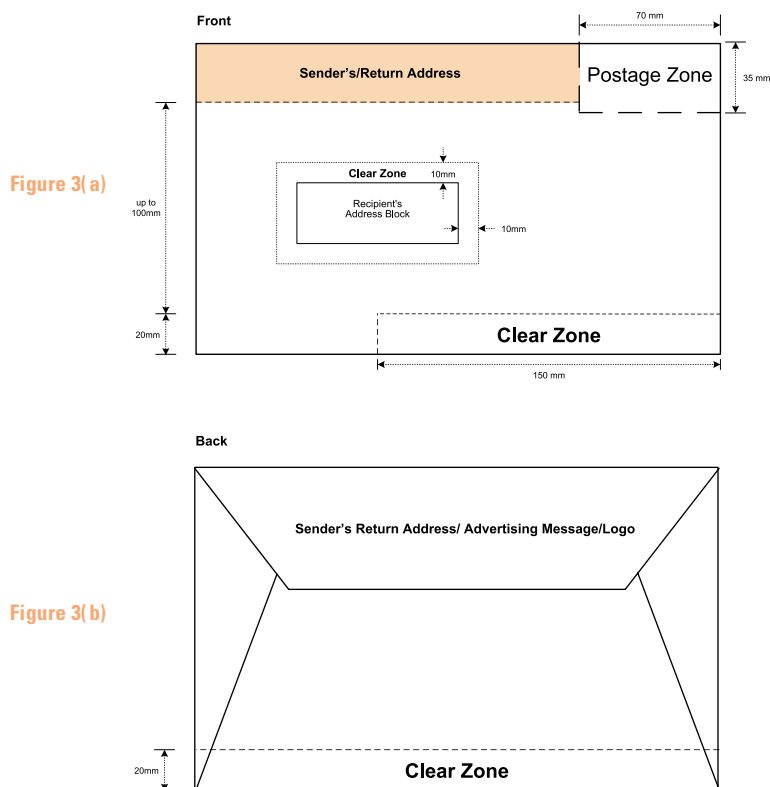 Front
70 mm
Sender's/Return Address
Postage Zone
35 mm
Figure 3(a)
up to
100mm
Clear Zone
10mm
Recipient's
Address Block
10mm
20mm
Clear Zone
150 mm
Back
Sender's Return Address/ Advertising Message/Logo
Figure 3(b)
20mm
Clear Zone